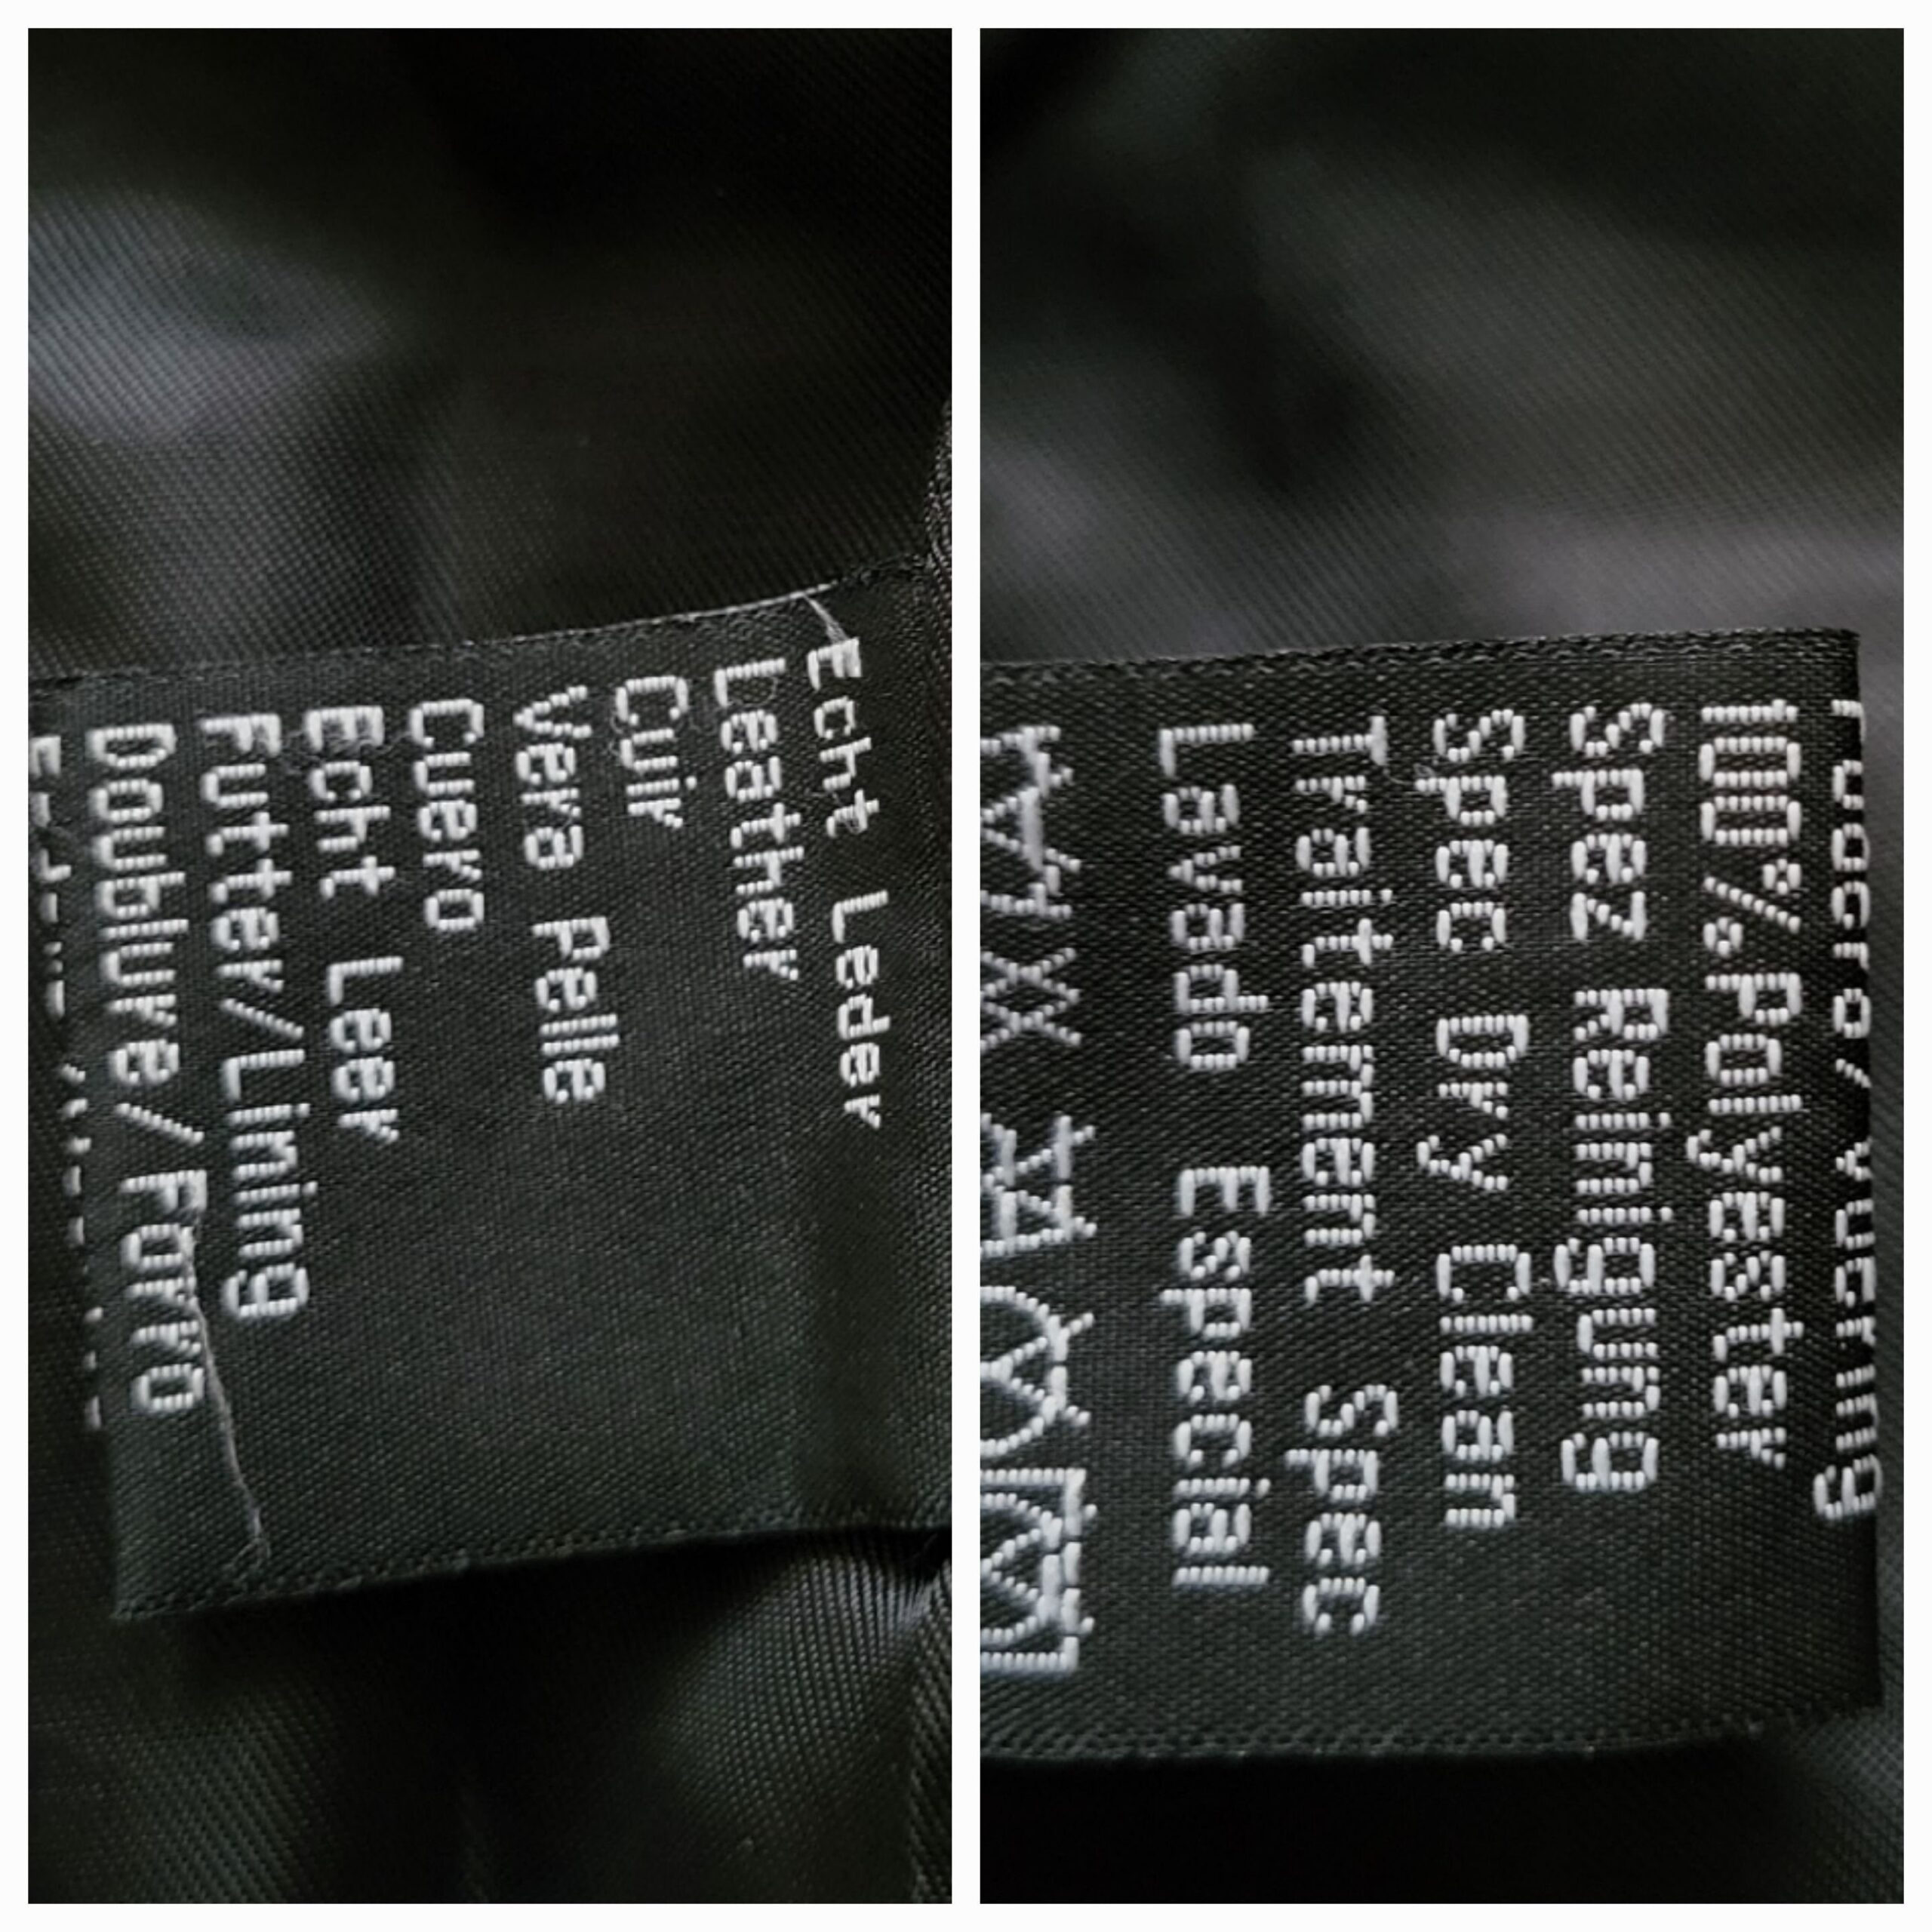 Echt Leder
Leather
Cuir
Vera Pelle
Cuero
Echt Leer
Futter/Lining
Doublure/Forro
100%Polyester
Spez Reinigung
Spec Dry Clean
Traitement Spec
Lavado Especial